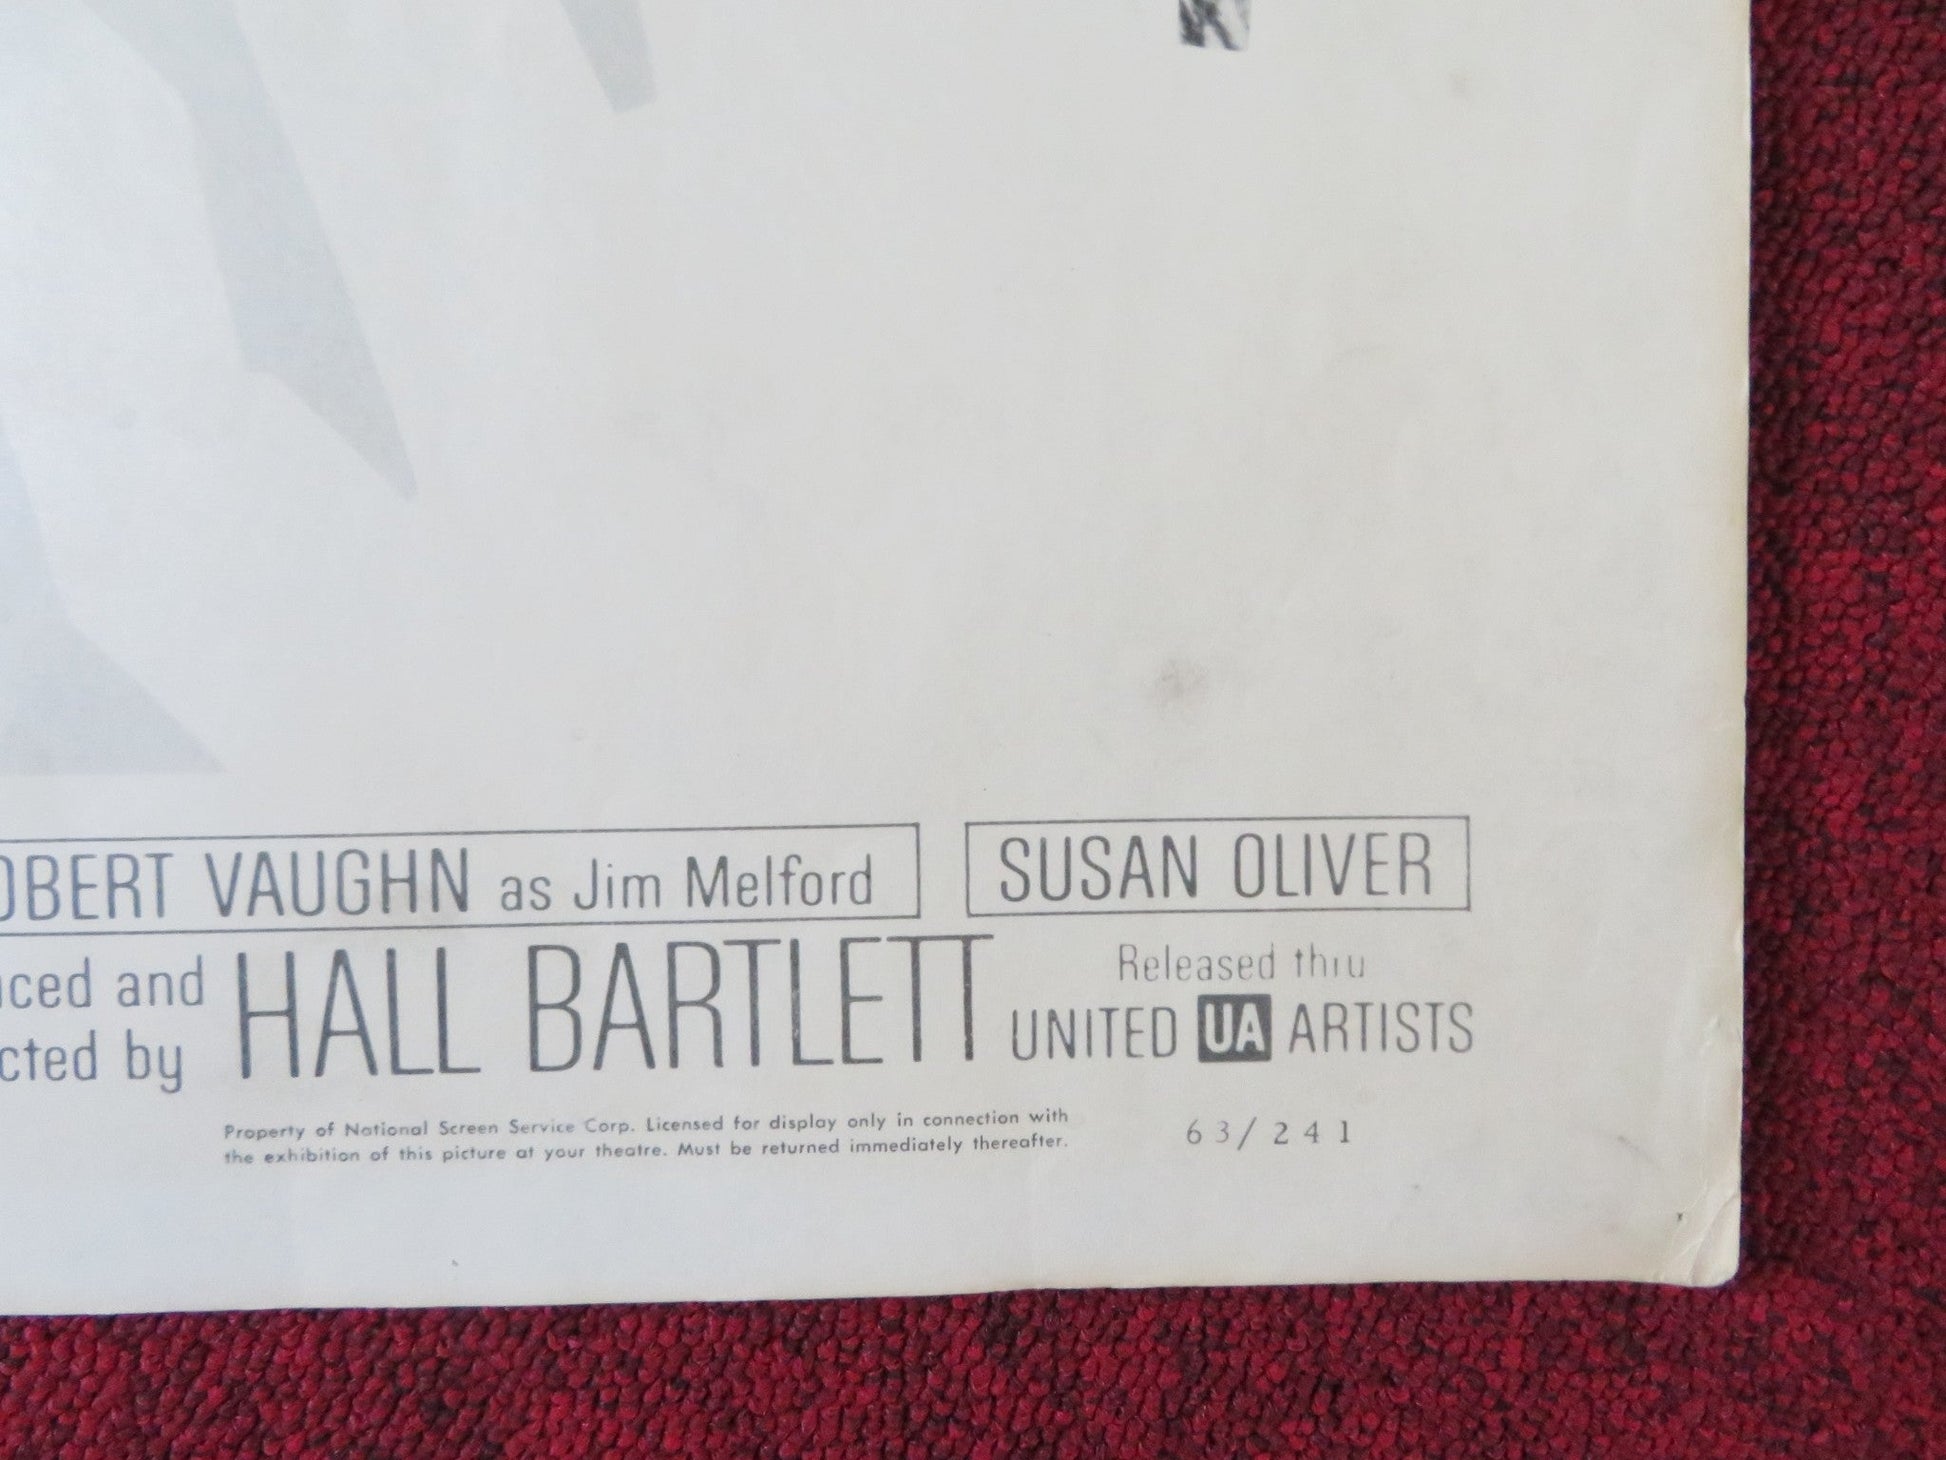 OBERT VAUGHN as Jim Melford
SUSAN OLIVER
ced and
cted by
HALL BARTLETT
Released thru
UNITED UA ARTISTS
Property of National Screen Service Corp. Licensed for display only in connection with
the exhibition of this picture at your theatre. Must be returned immediately thereafter.
63/241